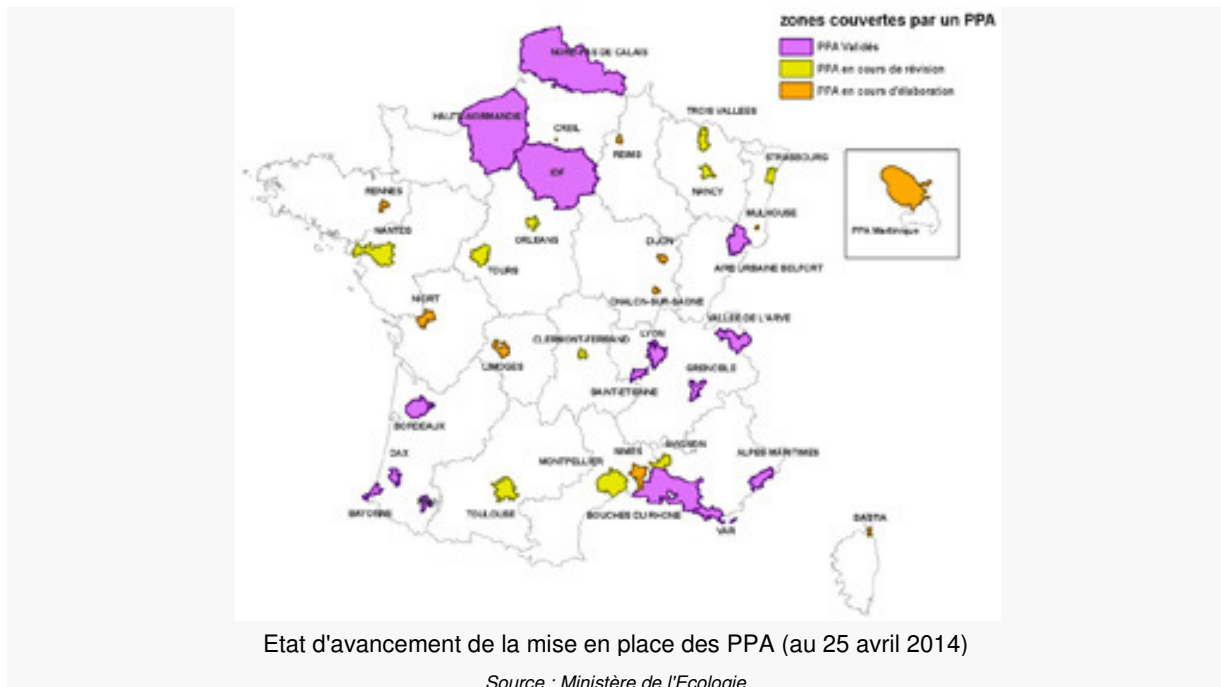 zones couvertes par un PPA
PPA Validés
PPA en cours de révision
PPA en cours d'élaboration
NORD-PAS DE CALAIS
HAUTE-NORMANDIE
CREIL
REIMS
TROIS VALLEES
STRASBOURG
IDF
NANCY
RENNES
MULHOUSE
NANTES
ORLEANS
DIJON
PPA Martinique
TOURS
AIRE URBAINE BELFORT
NIORT
CHALON-SUR-SAONE
VALLEE DE L'ARVE
CLERMONT-FERRAND
LYON
LIMOGES
GRENOBLE
SAINT-ETIENNE
BORDEAUX
DAX
MONTPELLIER
NIMES
AVIGNON
ALPES MARITIMES
BAYONNE
TOULOUSE
BOUCHES DU RHONE
VAR
BASTIA
Etat d'avancement de la mise en place des PPA (au 25 avril 2014)
Source : Ministère de l'Ecologie